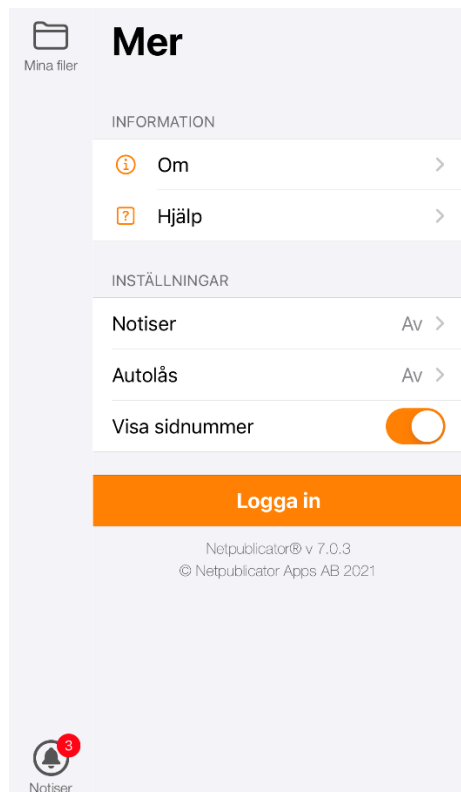 Mina filer
Mer
INFORMATION
Om
Hjälp
INSTÄLLNINGAR
Notiser Av
Autolås Av
Visa sidnummer
Logga in
Netpublicator® v 7.0.3
© Netpublicator Apps AB 2021
3
Notiser